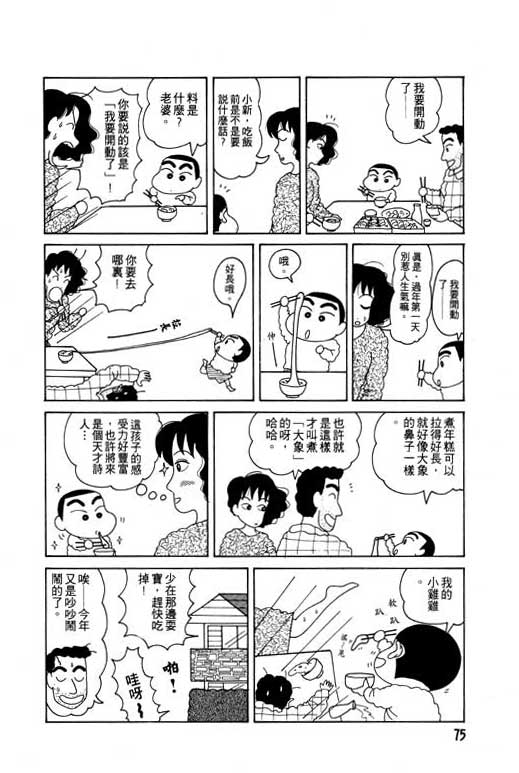 我要開動
了——
小新，吃飯
前是不是要
説什麼話？
料是
什麼？
老婆。
你要説的該是
「我要開動了」！
我要開動
了——
真是，過年第一天
別惹人生氣嘛。
哦。
伸
好長哦。
拉
長
你要去
哪裏！
煮年糕可以
拉得好長，
就好像大象
的鼻子一樣
也許就
是這樣
才叫煮
「大象」
的呀，
哈哈。
這孩子的感
受力好豐富
，也許將來
是個天才詩
人…
我的
小雞雞
軟
趴
趴
少在那邊耍
寶，趕快吃
掉！
啪！
哇呀～
唉——今年
又是吵吵鬧
鬧的了。
75